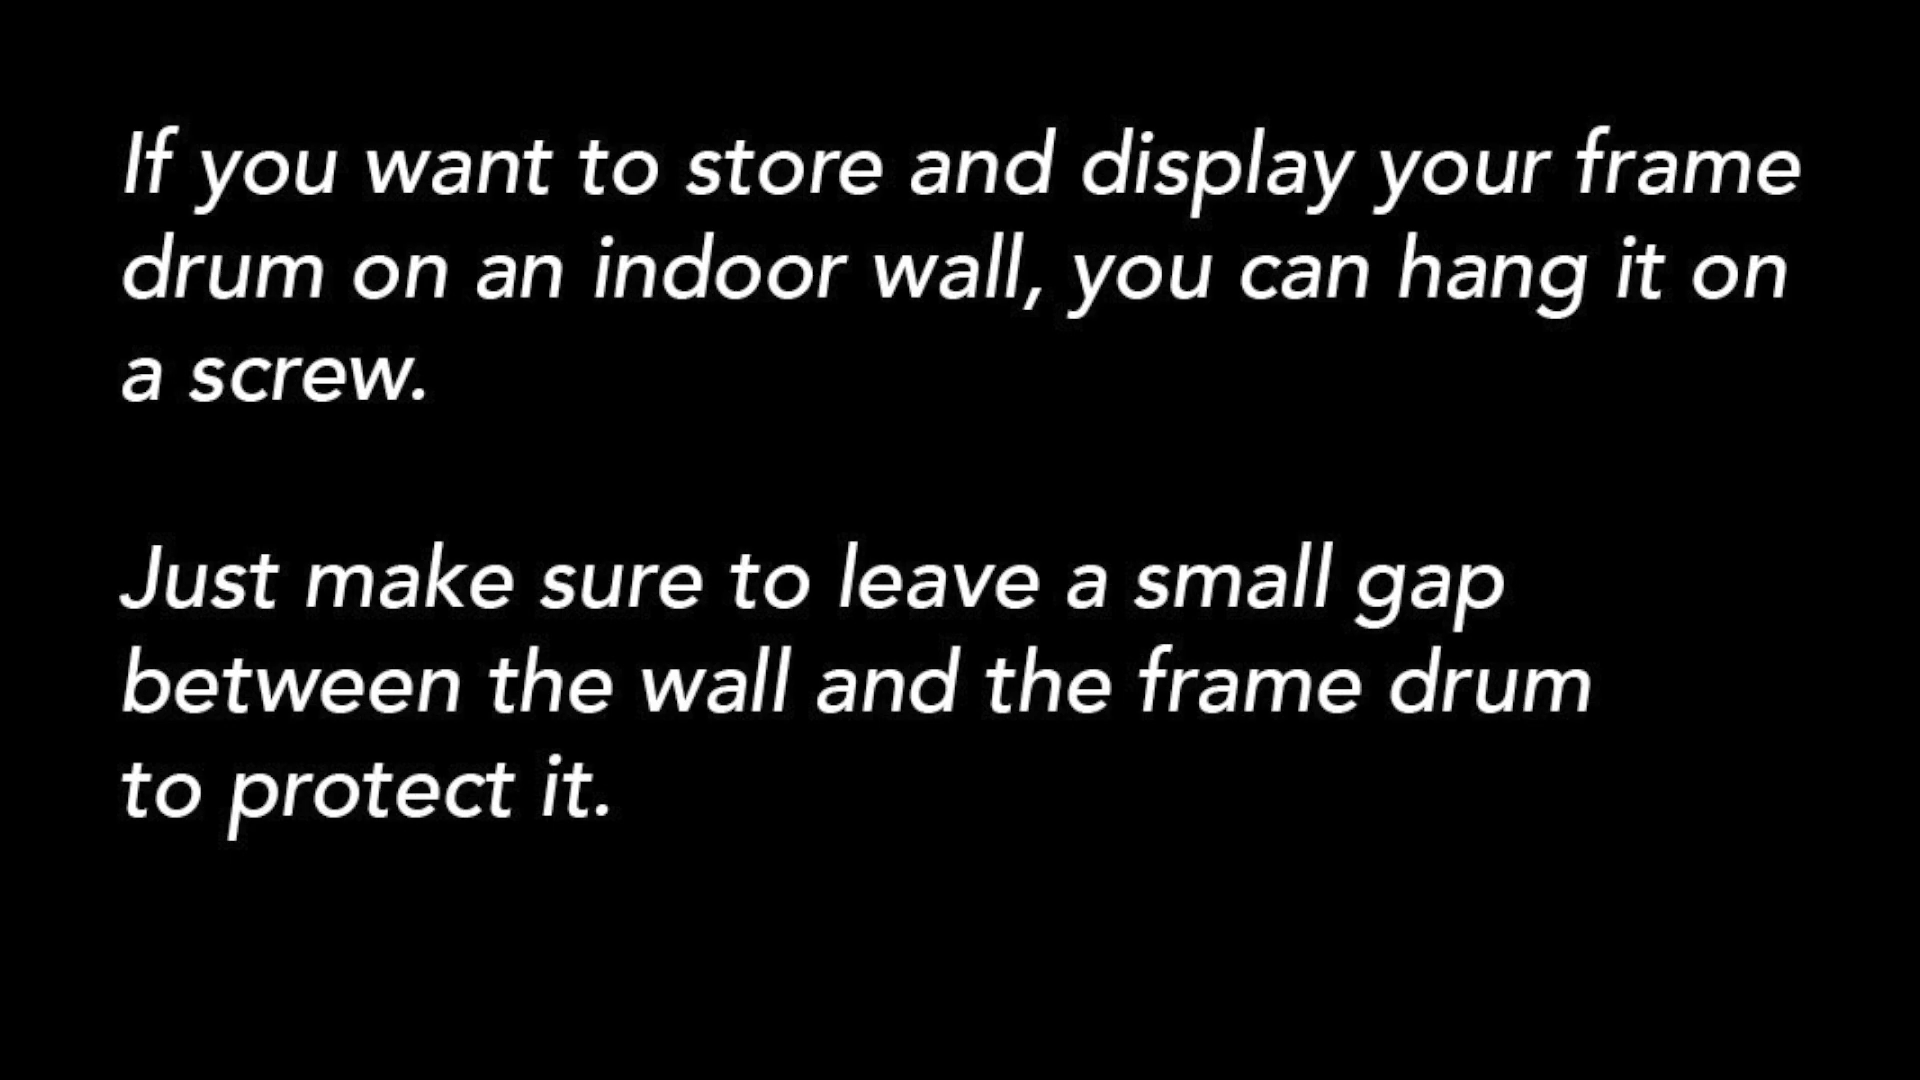 If you want to store and display your frame
drum on an indoor wall, you can hang it on
a screw.
Just make sure to leave a small gap
between the wall and the frame drum
to protect it.